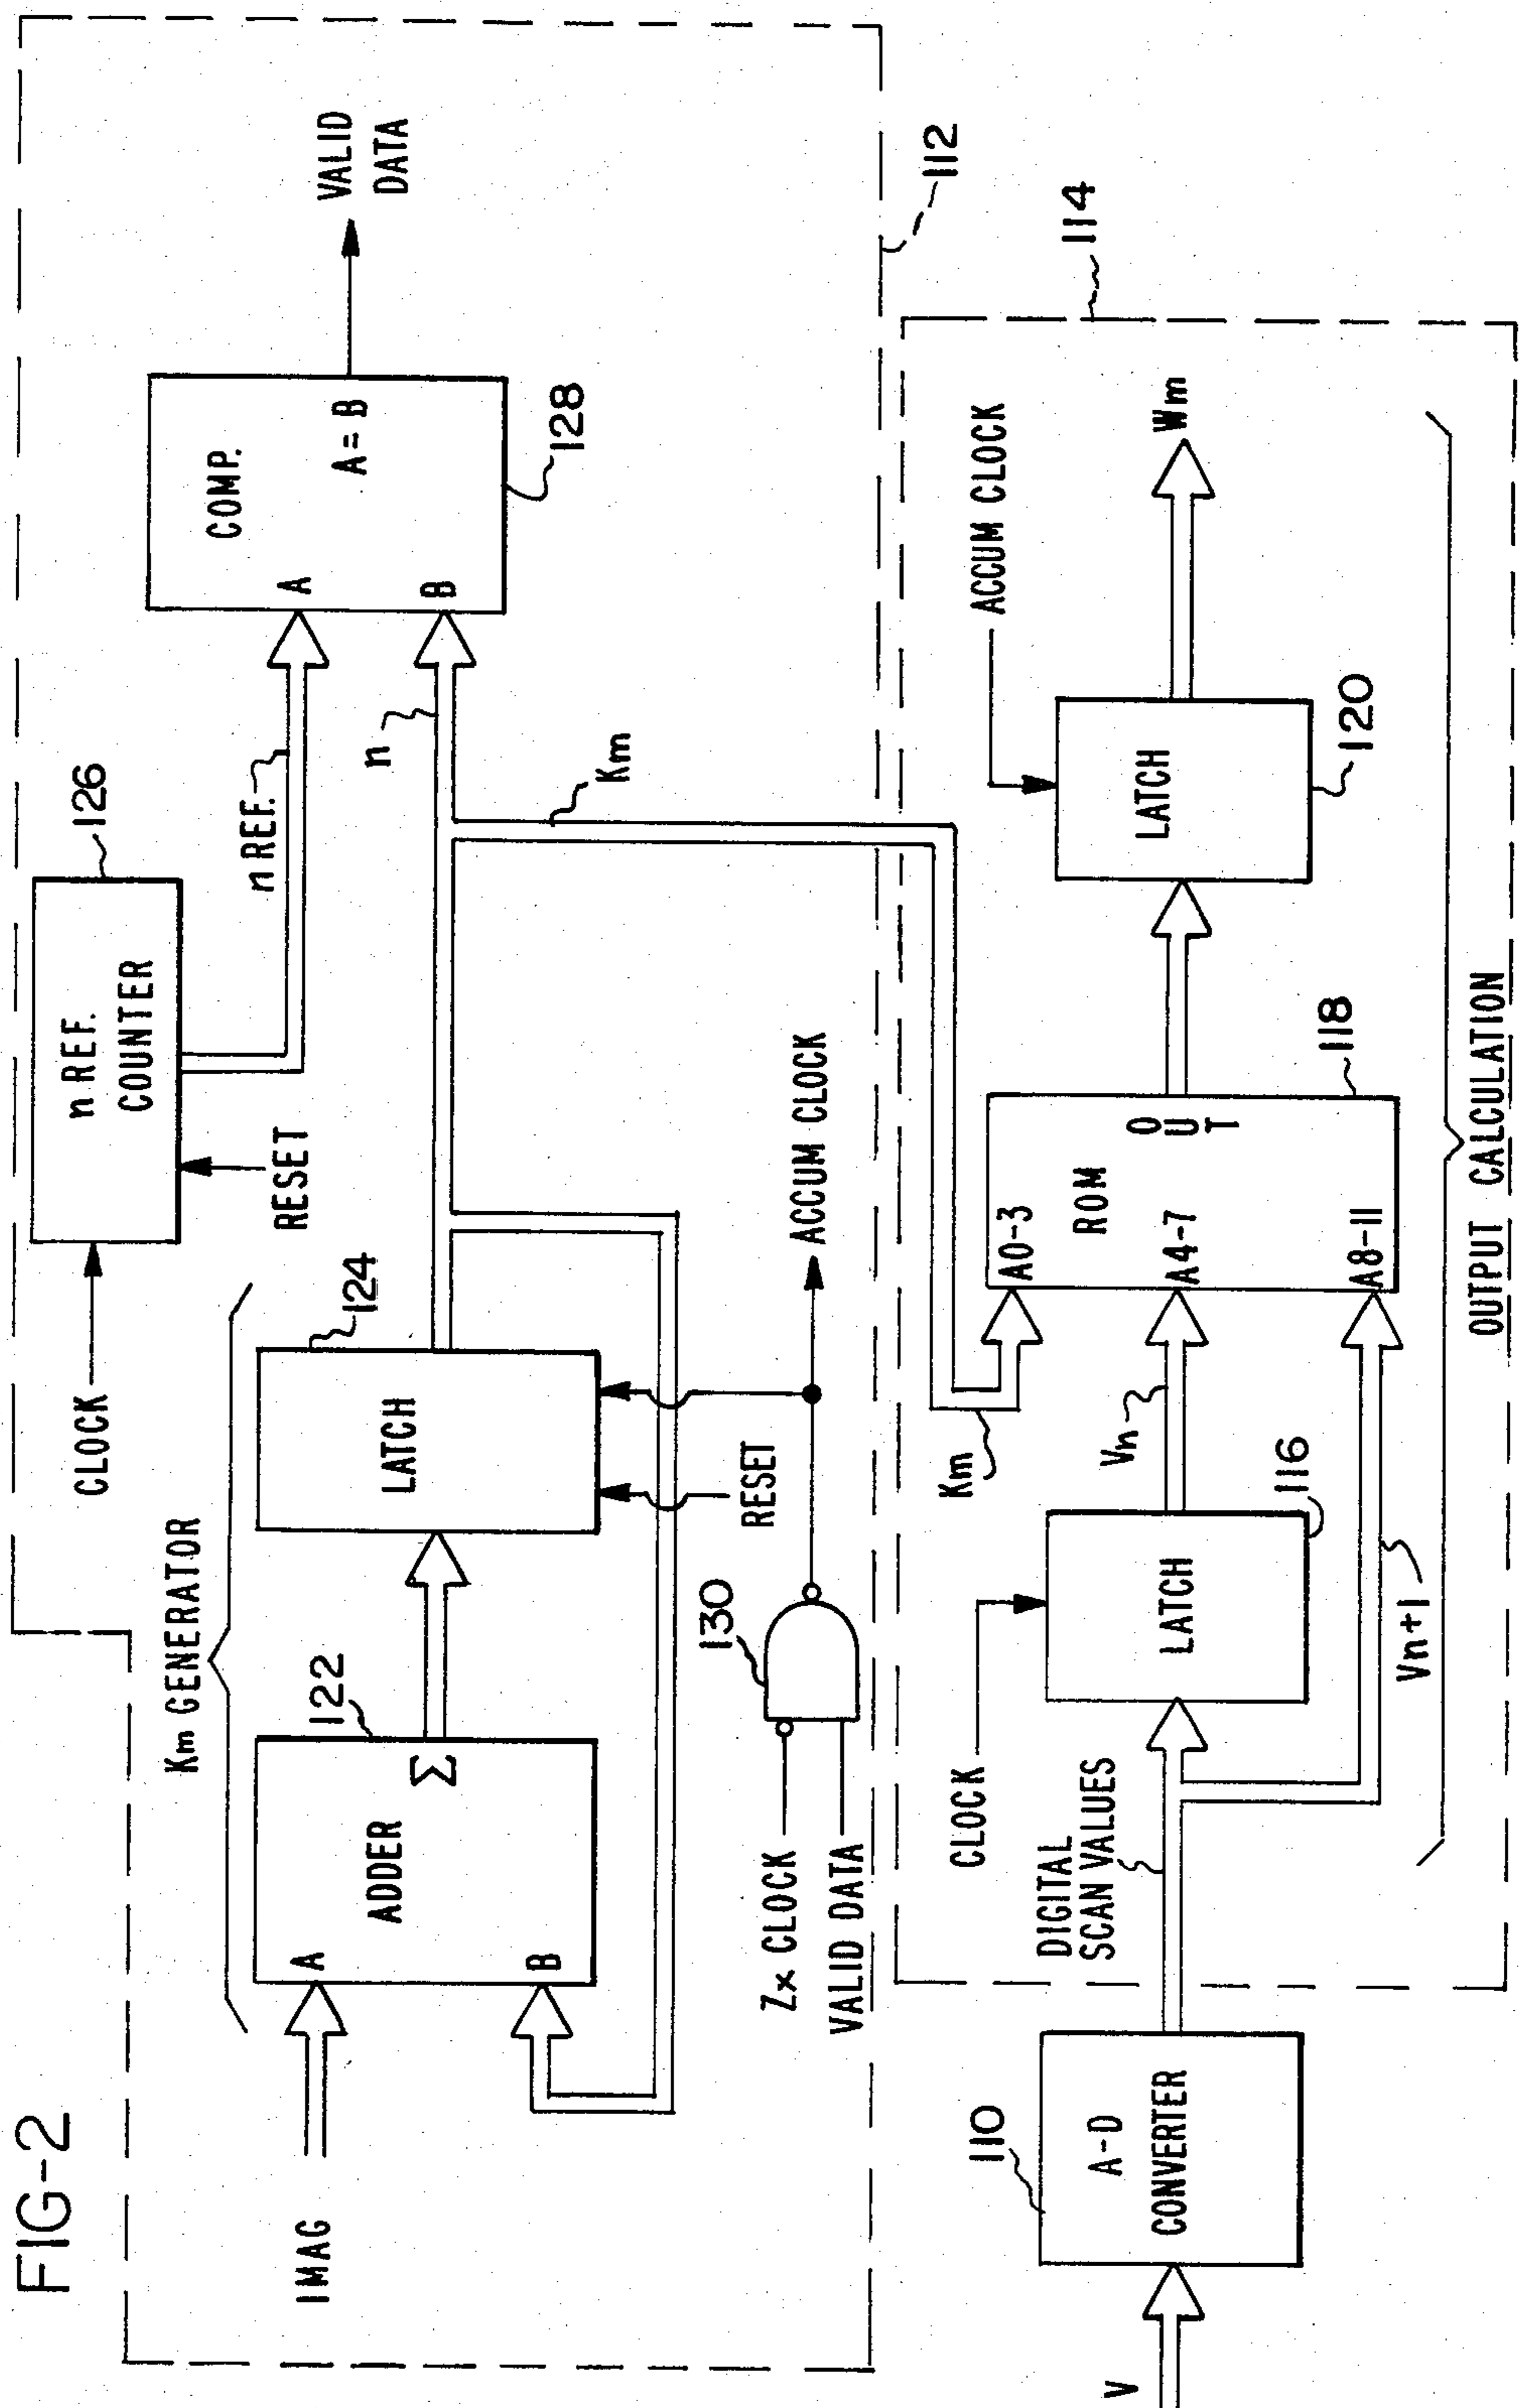 FIG-2
CLOCK
n REF.
COUNTER
126
RESET
n REF.
COMP.
A
B
A = B
128
VALID
DATA
112
Km GENERATOR
IMAG
A
B
ADDER
Σ
122
LATCH
124
RESET
n
Km
Zx CLOCK
VALID DATA
130
ACCUM CLOCK
114
V
A-D
CONVERTER
110
DIGITAL
SCAN VALUES
CLOCK
LATCH
116
Vn
Vn+1
Km
A0-3
A4-7
A8-11
ROM
OUT
118
LATCH
120
ACCUM CLOCK
Wm
OUTPUT CALCULATION